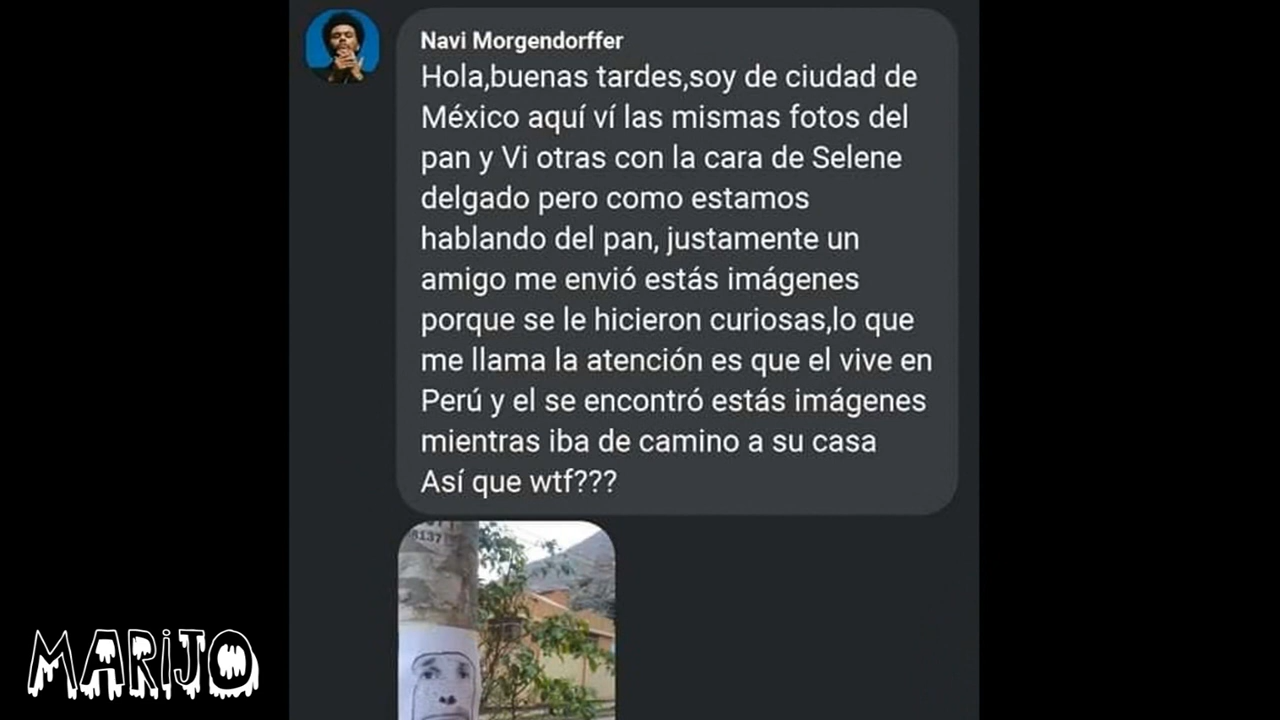 Navi Morgendorffer
Hola,buenas tardes,soy de ciudad de
México aquí ví las mismas fotos del
pan y Vi otras con la cara de Selene
delgado pero como estamos
hablando del pan, justamente un
amigo me envió estás imágenes
porque se le hicieron curiosas,lo que
me llama la atención es que el vive en
Perú y el se encontró estás imágenes
mientras iba de camino a su casa
Así que wtf???
8137
MARiJO